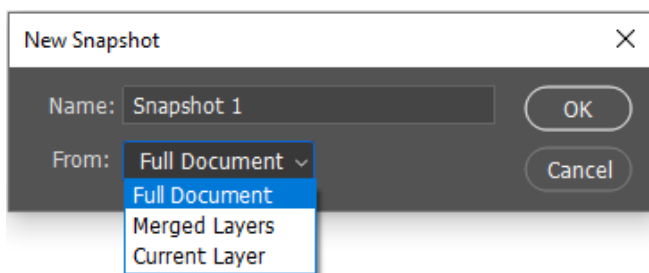 New Snapshot
Name: Snapshot 1
OK
From: Full Document
Cancel
Full Document
Merged Layers
Current Layer